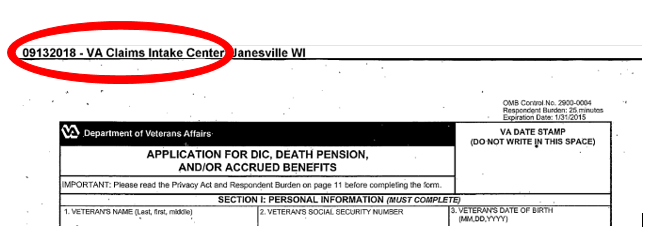 09132018 - VA Claims Intake Center, Janesville WI
OMB Control No. 2900-0004
Respondent Burden: 25 minutes
Expiration Date: 1/31/2015
VA Department of Veterans Affairs
VA DATE STAMP
(DO NOT WRITE IN THIS SPACE)
APPLICATION FOR DIC, DEATH PENSION,
AND/OR ACCRUED BENEFITS
IMPORTANT: Please read the Privacy Act and Respondent Burden on page 11 before completing the form.
SECTION I: PERSONAL INFORMATION (MUST COMPLETE)
1. VETERAN'S NAME (Last, first, middle)
2. VETERAN'S SOCIAL SECURITY NUMBER
3. VETERAN'S DATE OF BIRTH
(MM,DD,YYYY)